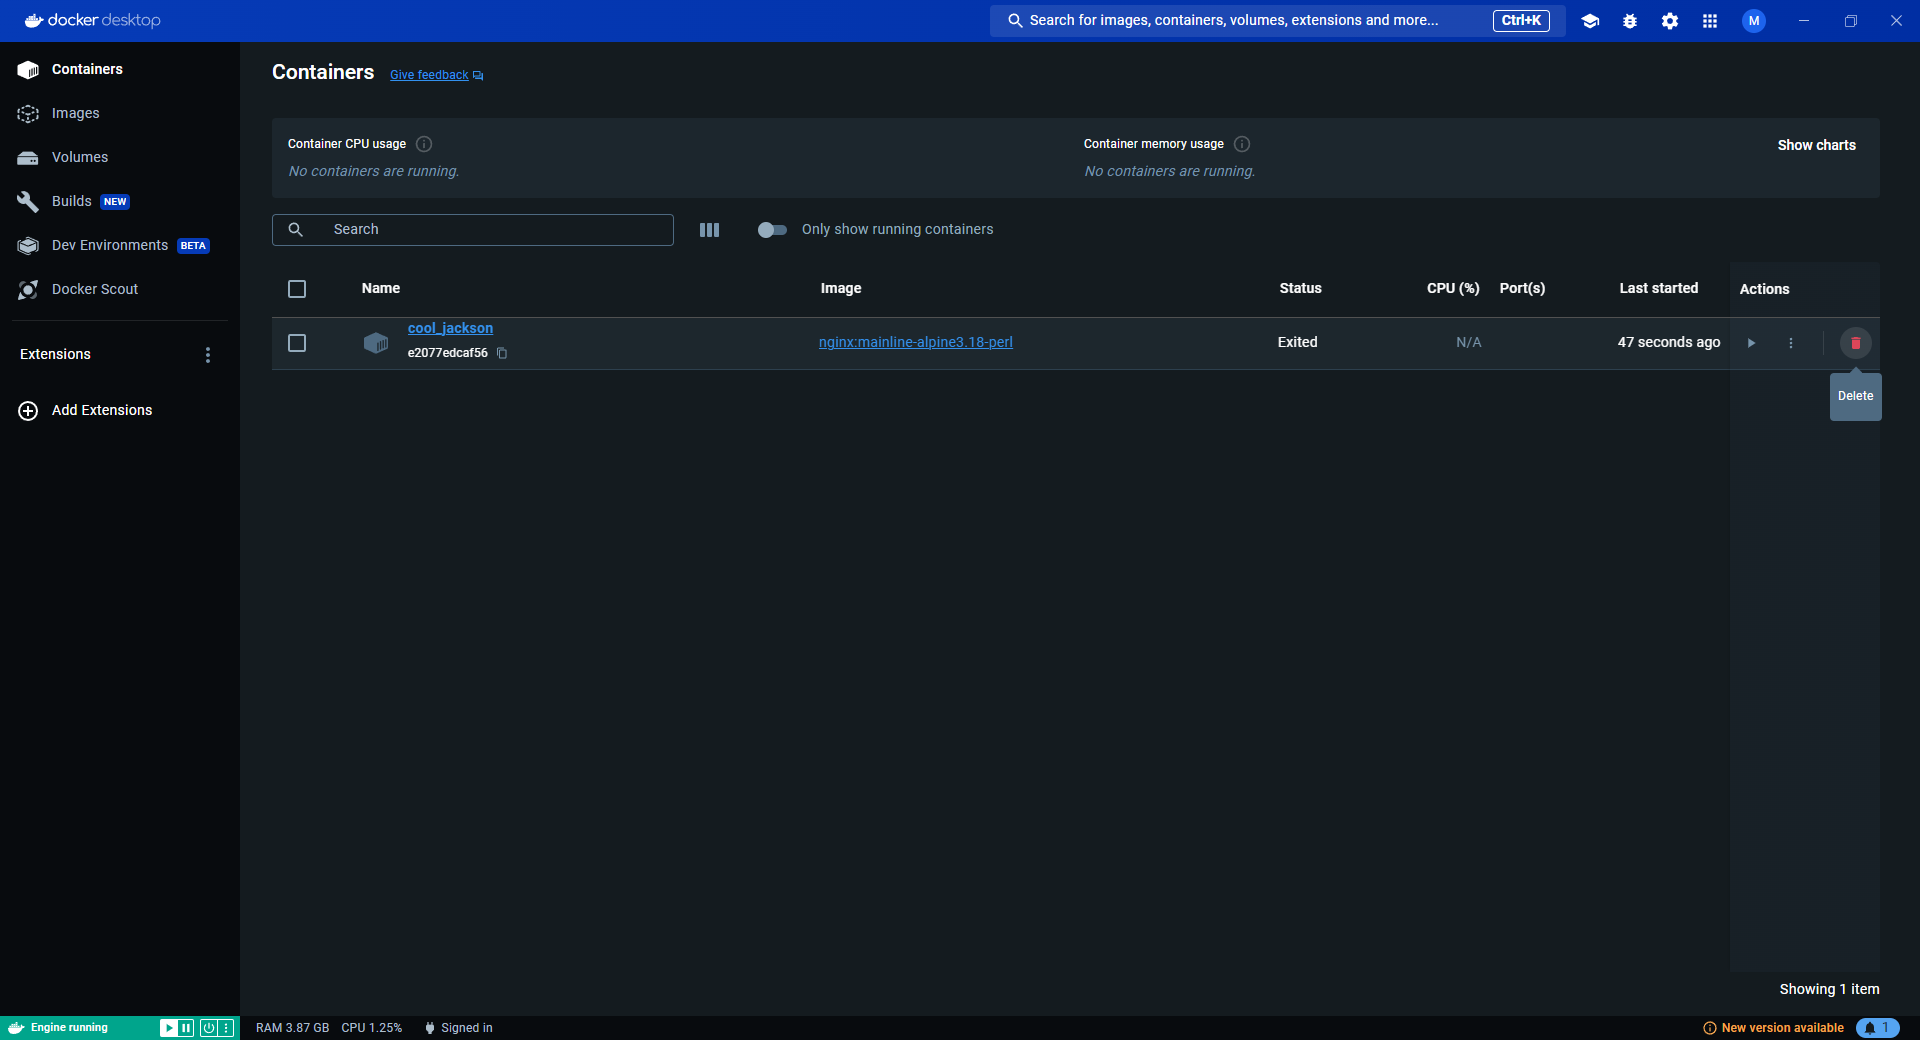 docker desktop
Search for images, containers, volumes, extensions and more... Ctrl+K
M
Containers
Images
Volumes
Builds NEW
Dev Environments BETA
Docker Scout
Extensions
Add Extensions
Containers Give feedback
Container CPU usage
No containers are running.
Container memory usage
No containers are running.
Show charts
Search
Only show running containers
Name Image Status CPU (%) Port(s) Last started Actions
cool_jackson
e2077edcaf56
nginx:mainline-alpine3.18-perl Exited N/A 47 seconds ago
Delete
Showing 1 item
Engine running
RAM 3.87 GB CPU 1.25% Signed in
New version available 1